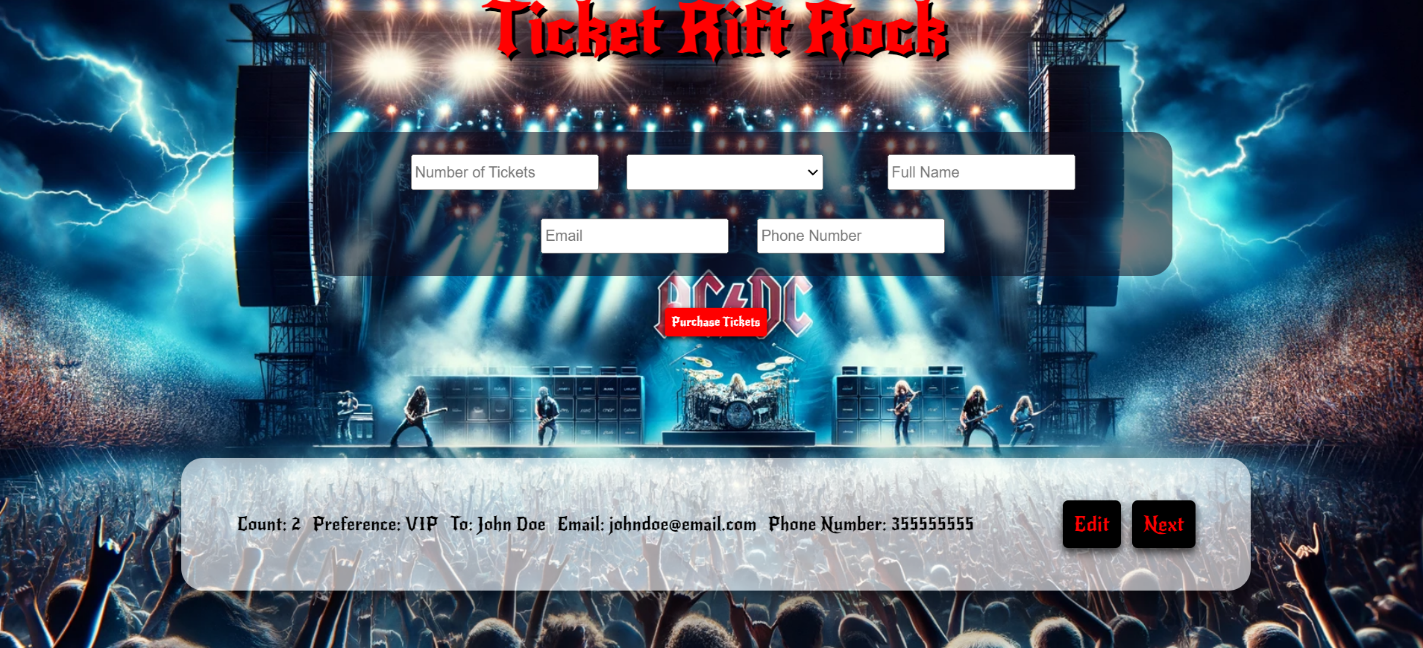 Ticket Rift Rock
Number of Tickets
Full Name
Email
Phone Number
AC⚡DC
Purchase Tickets
Count: 2 Preference: VIP To: John Doe Email: johndoe@email.com Phone Number: 355555555
Edit
Next